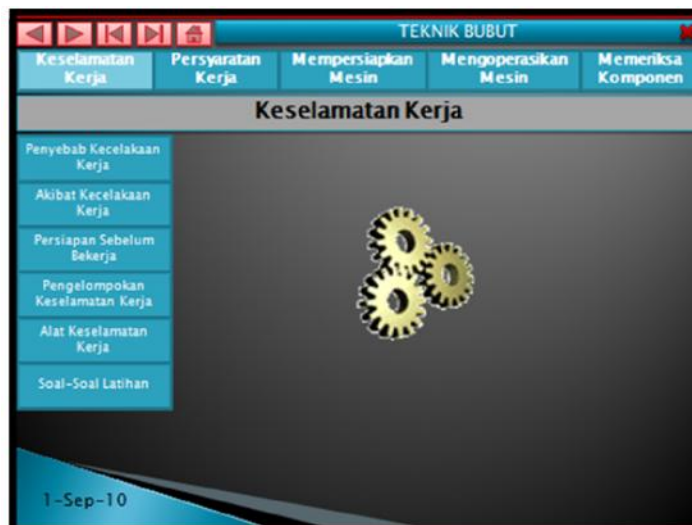 TEKNIK BUBUT
Keselamatan
Kerja
Persyaratan
Kerja
Mempersiapkan
Mesin
Mengoperasikan
Mesin
Memeriksa
Komponen
Keselamatan Kerja
Penyebab Kecelakaan
Kerja
Akibat Kecelakaan
Kerja
Persiapan Sebelum
Bekerja
Pengelompokan
Keselamatan Kerja
Alat Keselamatan
Kerja
Soal-Soal Latihan
1-Sep-10